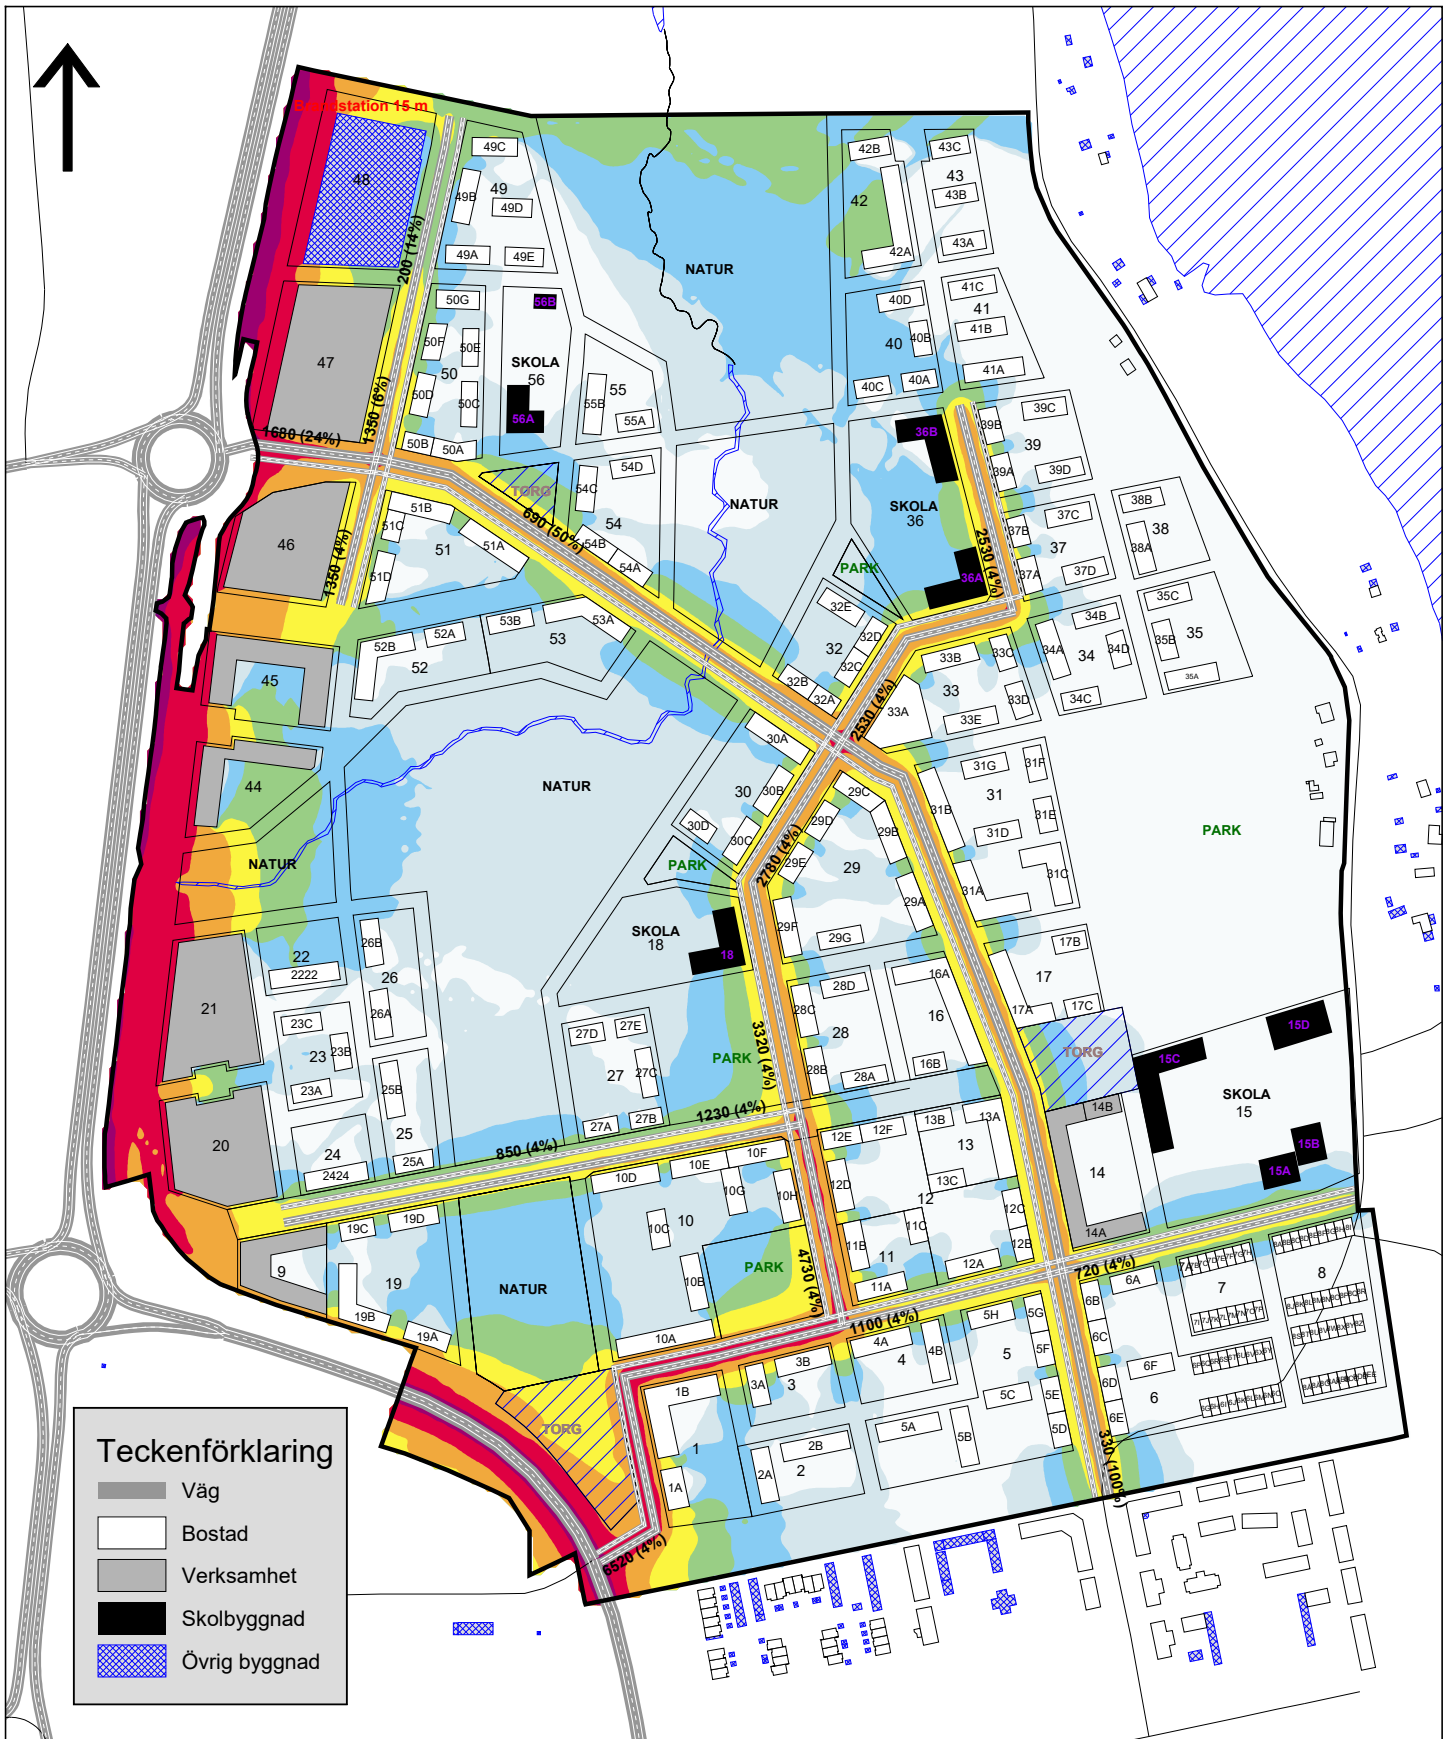 Brandstation 15 m
48
49C
49B
49
49D
49A
49E
200 (14%)
42B
43C
43
43B
42
42A
43A
NATUR
47
50G
50F
50E
50
50D
50C
50B
50A
1350 (6%)
1680 (24%)
56B
SKOLA
56
56A
55
55B
55A
40D
40B
40
40C
40A
41C
41
41B
41A
36B
39C
39B
39
39A
39D
TORG
54D
54C
54
54B
54A
690 (50%)
NATUR
SKOLA
36
36A
2530 (4%)
37C
37B
37
37A
37D
38B
38
38A
46
51B
51C
51
51A
51D
1350 (4%)
PARK
32E
32D
32
32C
32B
32A
35C
35B
35
35A
34B
34A
34
34D
34C
52A
52B
52
53B
53A
53
33B
33C
33
33D
33A
33E
2530 (4%)
45
44
NATUR
NATUR
30A
30
30B
30D
30C
PARK
2780 (4%)
29C
29D
29B
29E
29
29A
29F
29G
31G
31F
31
31B
31D
31E
31A
31C
PARK
SKOLA
18
18
26B
22
2222
26
26A
21
23C
23
23B
23A
25B
25
25A
20
24
2424
27D
27E
27
27C
27A
27B
PARK
3320 (4%)
1230 (4%)
850 (4%)
28D
28C
28
28B
28A
16A
16
16B
17B
17
17A
17C
TORG
15D
15C
SKOLA
15
15B
15A
14B
14
14A
13A
13B
13
13C
12E
12F
12D
12
12C
12B
12A
11C
11
11B
11A
10F
10E
10D
10G
10H
10C
10
10B
10A
PARK
4730 (4%
19C
19D
19
19B
19A
9
NATUR
720 (4%)
1100 (4%)
6A
6B
6C
6F
6D
6
6E
7
8
5H
5G
5
5F
5C
5E
5A
5B
5D
4A
4
4B
3B
3
3A
1B
1
1A
2B
2A
2
TORG
6520 (4%)
330 (100%)
Teckenförklaring
Väg
Bostad
Verksamhet
Skolbyggnad
Övrig byggnad